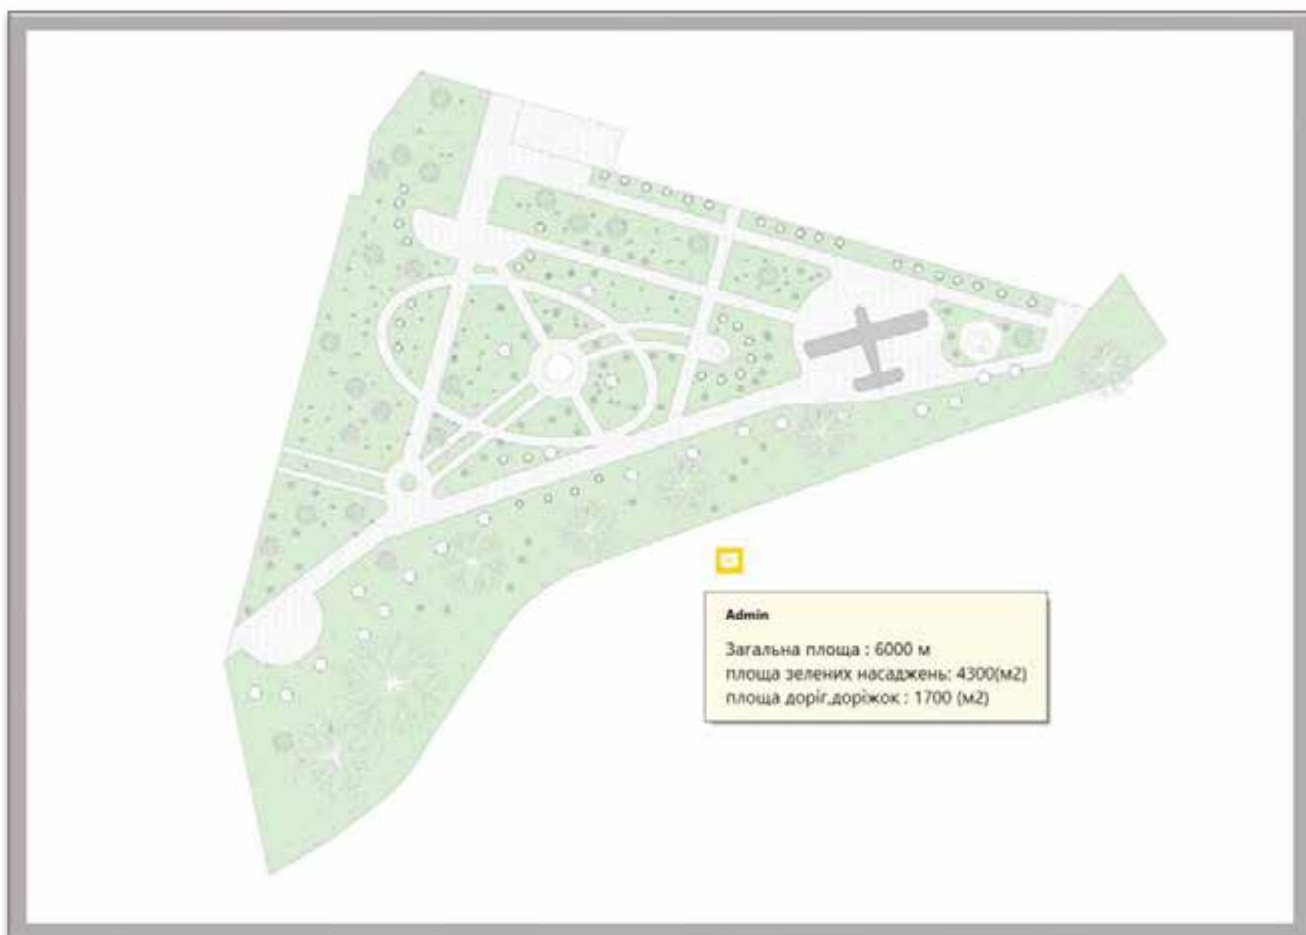 Admin
Загальна площа : 6000 м
площа зелених насаджень: 4300(м2)
площа доріг,доріжок : 1700 (м2)